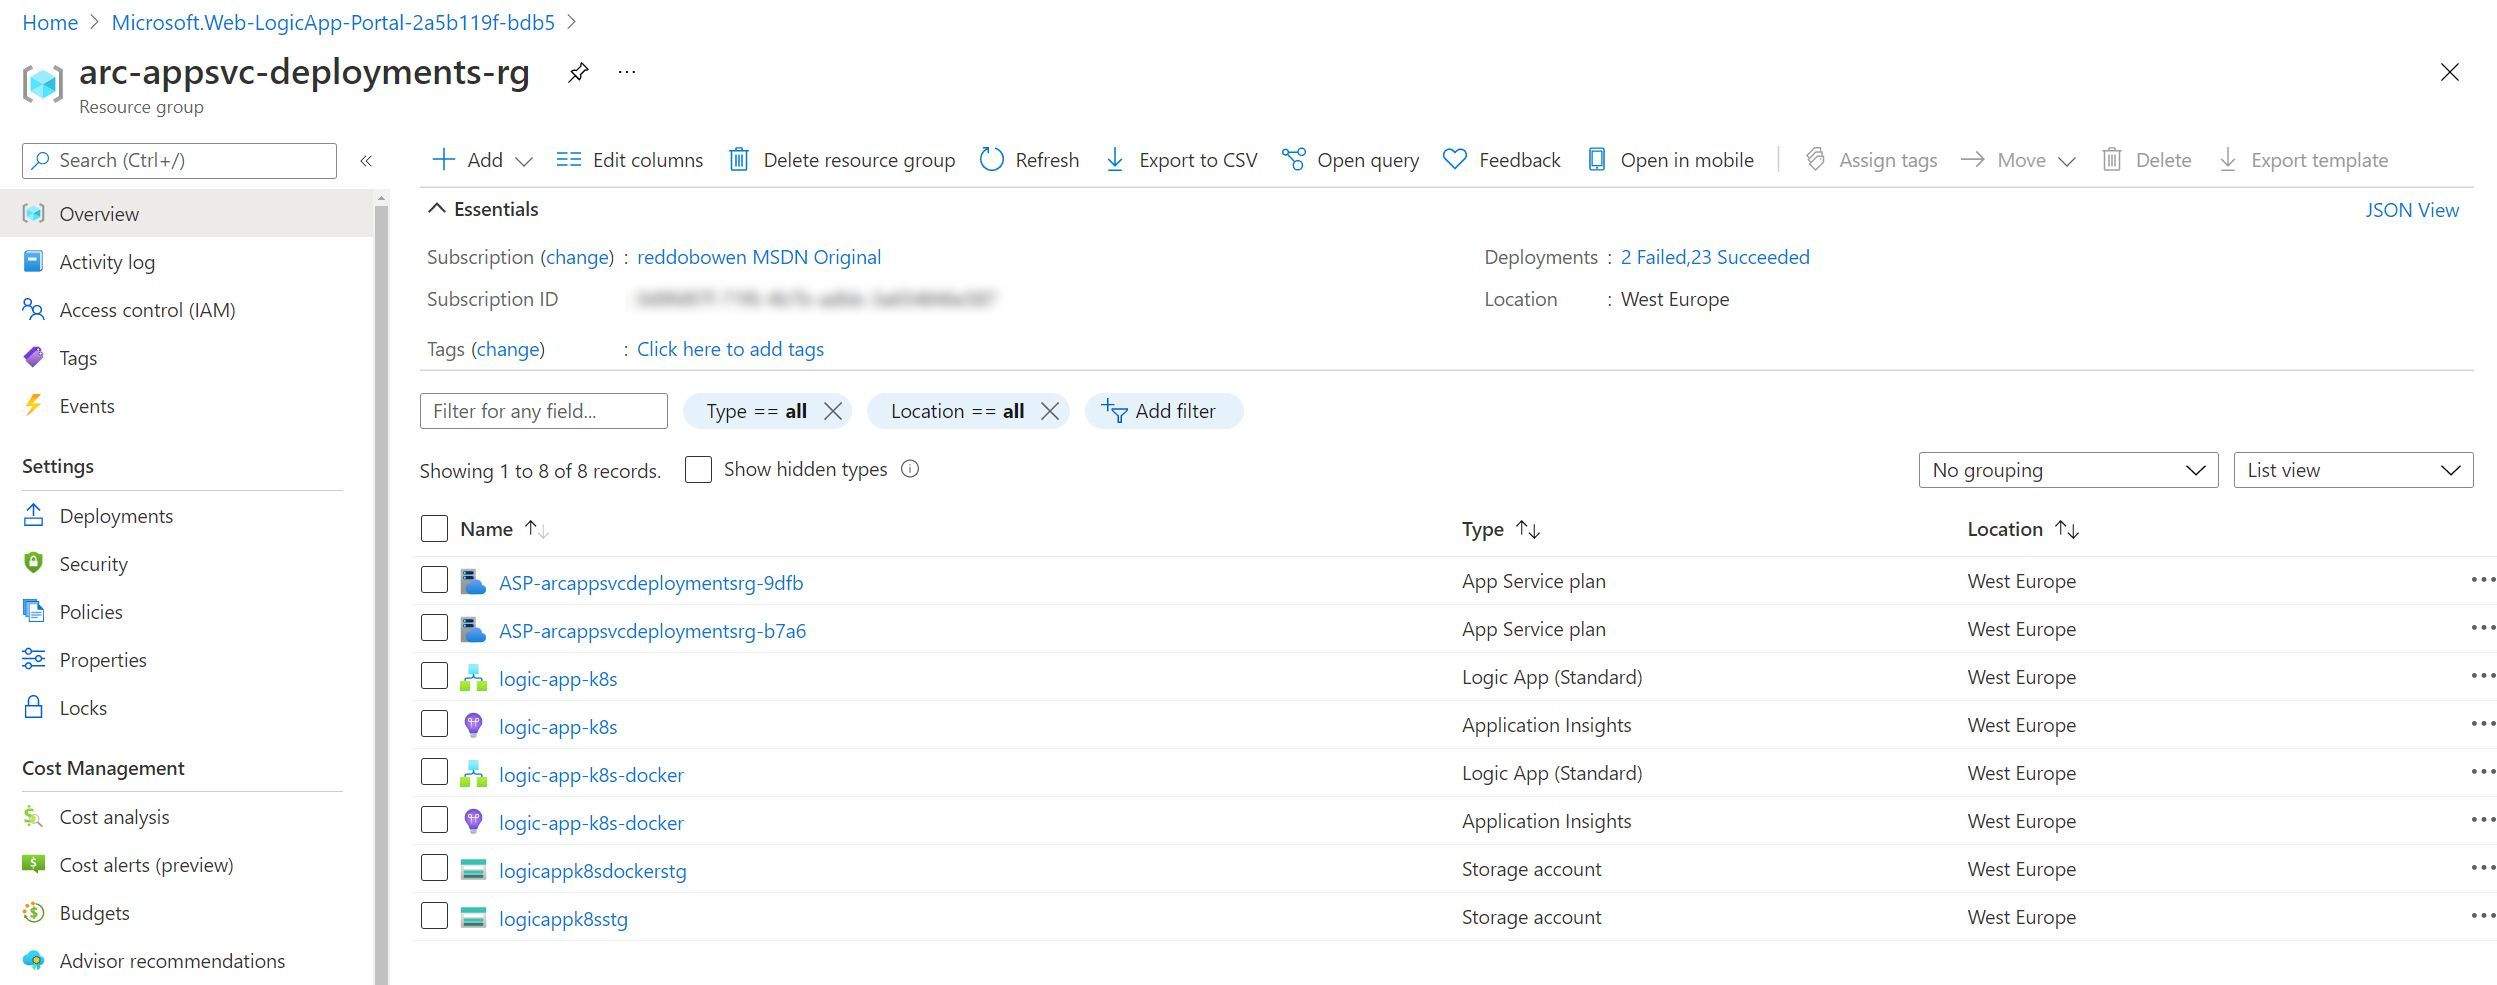 Home > Microsoft.Web-LogicApp-Portal-2a5b119f-bdb5 >
arc-appsvc-deployments-rg
Resource group
Search (Ctrl+/)
Overview
Activity log
Access control (IAM)
Tags
Events
Settings
Deployments
Security
Policies
Properties
Locks
Cost Management
Cost analysis
Cost alerts (preview)
Budgets
Advisor recommendations
Add Edit columns Delete resource group Refresh Export to CSV Open query Feedback Open in mobile Assign tags Move Delete Export template
Essentials JSON View
Subscription (change) : reddobowen MSDN Original Deployments : 2 Failed,23 Succeeded
Subscription ID Location : West Europe
Tags (change) : Click here to add tags
Filter for any field... Type == all Location == all Add filter
Showing 1 to 8 of 8 records. Show hidden types No grouping List view
Name Type Location
ASP-arcappsvcdeploymentsrg-9dfb App Service plan West Europe
ASP-arcappsvcdeploymentsrg-b7a6 App Service plan West Europe
logic-app-k8s Logic App (Standard) West Europe
logic-app-k8s Application Insights West Europe
logic-app-k8s-docker Logic App (Standard) West Europe
logic-app-k8s-docker Application Insights West Europe
logicappk8sdockerstg Storage account West Europe
logicappk8sstg Storage account West Europe